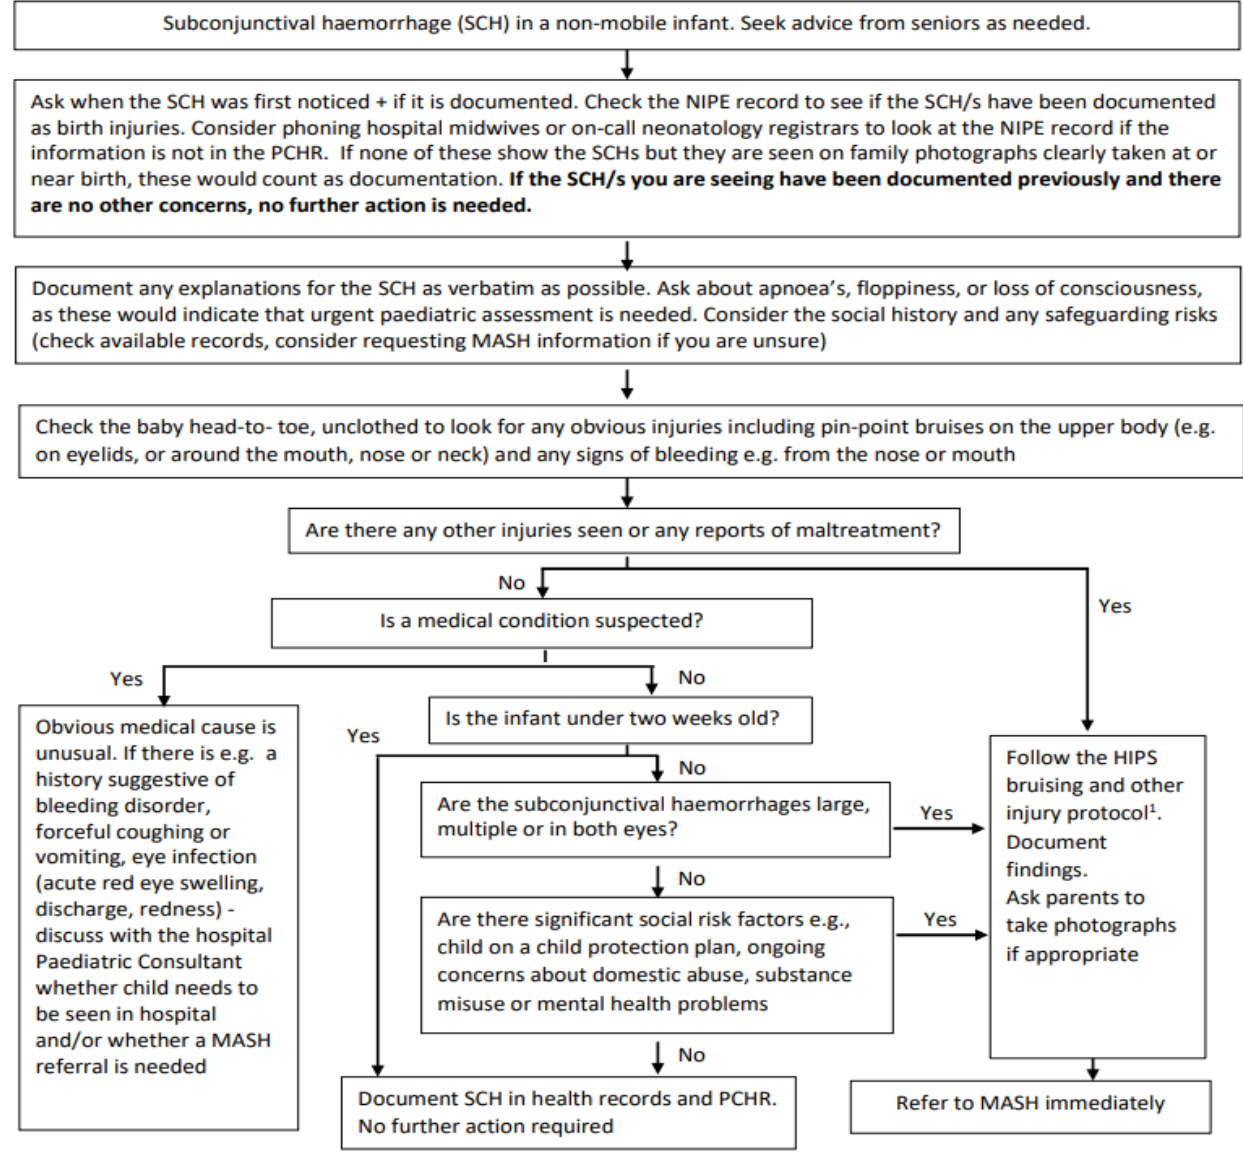 Subconjunctival haemorrhage (SCH) in a non-mobile infant. Seek advice from seniors as needed.
Ask when the SCH was first noticed + if it is documented. Check the NIPE record to see if the SCH/s have been documented
as birth injuries. Consider phoning hospital midwives or on-call neonatology registrars to look at the NIPE record if the
information is not in the PCHR.  If none of these show the SCHs but they are seen on family photographs clearly taken at or
near birth, these would count as documentation. If the SCH/s you are seeing have been documented previously and there
are no other concerns, no further action is needed.
Document any explanations for the SCH as verbatim as possible. Ask about apnoea's, floppiness, or loss of consciousness,
as these would indicate that urgent paediatric assessment is needed. Consider the social history and any safeguarding risks
(check available records, consider requesting MASH information if you are unsure)
Check the baby head-to- toe, unclothed to look for any obvious injuries including pin-point bruises on the upper body (e.g.
on eyelids, or around the mouth, nose or neck) and any signs of bleeding e.g. from the nose or mouth
Are there any other injuries seen or any reports of maltreatment?
No
Yes
Is a medical condition suspected?
Yes
No
Obvious medical cause is
unusual. If there is e.g.  a
history suggestive of
bleeding disorder,
forceful coughing or
vomiting, eye infection
(acute red eye swelling,
discharge, redness) -
discuss with the hospital
Paediatric Consultant
whether child needs to
be seen in hospital
and/or whether a MASH
referral is needed
Is the infant under two weeks old?
Yes
No
Are the subconjunctival haemorrhages large,
multiple or in both eyes?
Yes
No
Are there significant social risk factors e.g.,
child on a child protection plan, ongoing
concerns about domestic abuse, substance
misuse or mental health problems
Yes
No
Follow the HIPS
bruising and other
injury protocol¹.
Document
findings.
Ask parents to
take photographs
if appropriate
Document SCH in health records and PCHR.
No further action required
Refer to MASH immediately